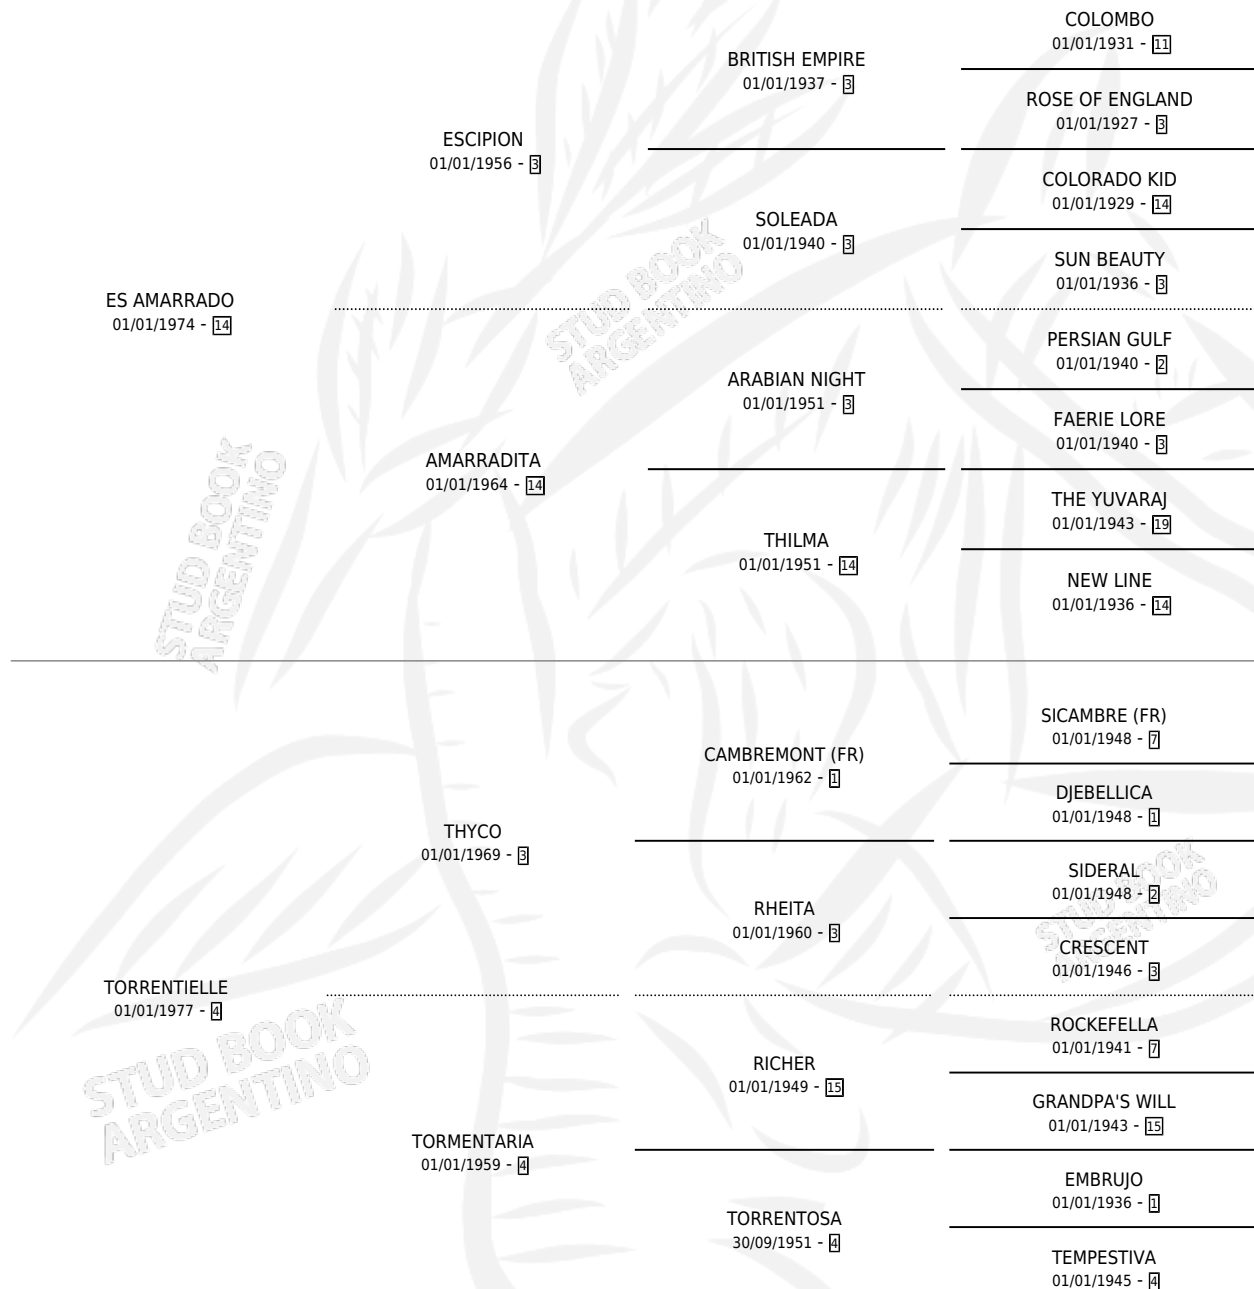 COLOMBO
01/01/1931 - 11
BRITISH EMPIRE
01/01/1937 - 3
ROSE OF ENGLAND
01/01/1927 - 3
ESCIPION
01/01/1956 - 3
COLORADO KID
01/01/1929 - 14
SOLEADA
01/01/1940 - 3
SUN BEAUTY
01/01/1936 - 3
ES AMARRADO
01/01/1974 - 14
STUD BOOK
ARGENTINO
PERSIAN GULF
01/01/1940 - 2
ARABIAN NIGHT
01/01/1951 - 3
FAERIE LORE
01/01/1940 - 3
AMARRADITA
01/01/1964 - 14
THE YUVARAJ
01/01/1943 - 19
THILMA
01/01/1951 - 14
NEW LINE
01/01/1936 - 14
STUD BOOK
ARGENTINO
SICAMBRE (FR)
01/01/1948 - 7
CAMBREMONT (FR)
01/01/1962 - 1
DJEBELLICA
01/01/1948 - 1
THYCO
01/01/1969 - 3
SIDERAL
01/01/1948 - 2
RHEITA
01/01/1960 - 3
CRESCENT
01/01/1946 - 3
STUD BOOK
ARGENTINO
TORRENTIELLE
01/01/1977 - 4
STUD BOOK
ARGENTINO
ROCKEFELLA
01/01/1941 - 7
RICHER
01/01/1949 - 15
GRANDPA'S WILL
01/01/1943 - 15
TORMENTARIA
01/01/1959 - 4
EMBRUJO
01/01/1936 - 1
TORRENTOSA
30/09/1951 - 4
TEMPESTIVA
01/01/1945 - 4